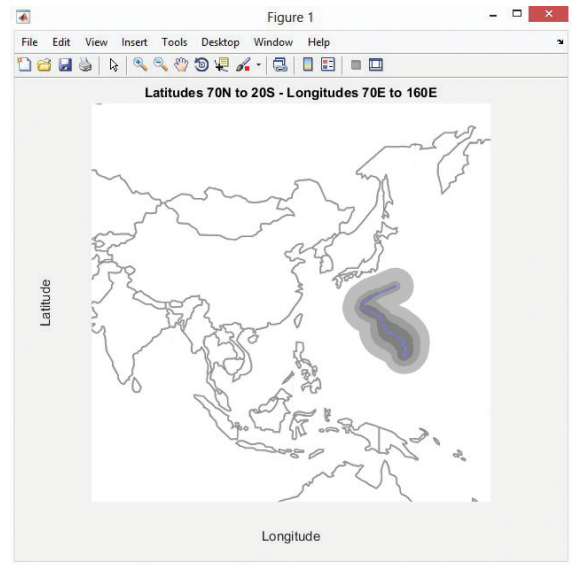 Figure 1
File Edit View Insert Tools Desktop Window Help
Latitudes 70N to 20S - Longitudes 70E to 160E
Latitude
Longitude